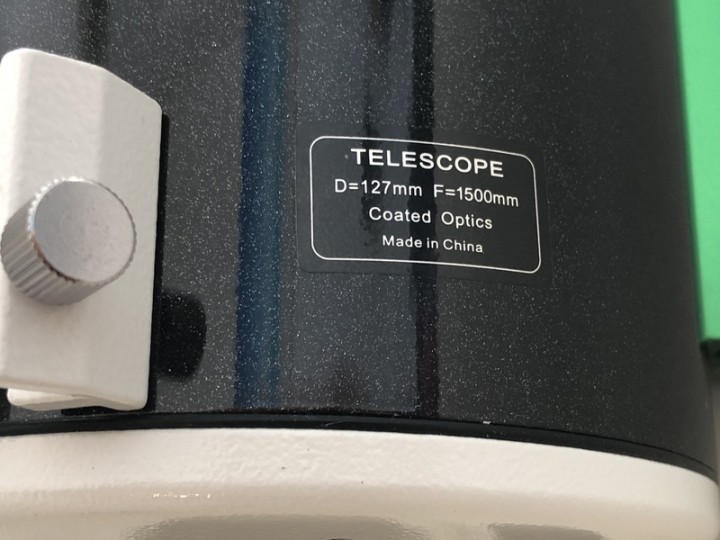 TELESCOPE
D=127mm F=1500mm
Coated Optics
Made in China